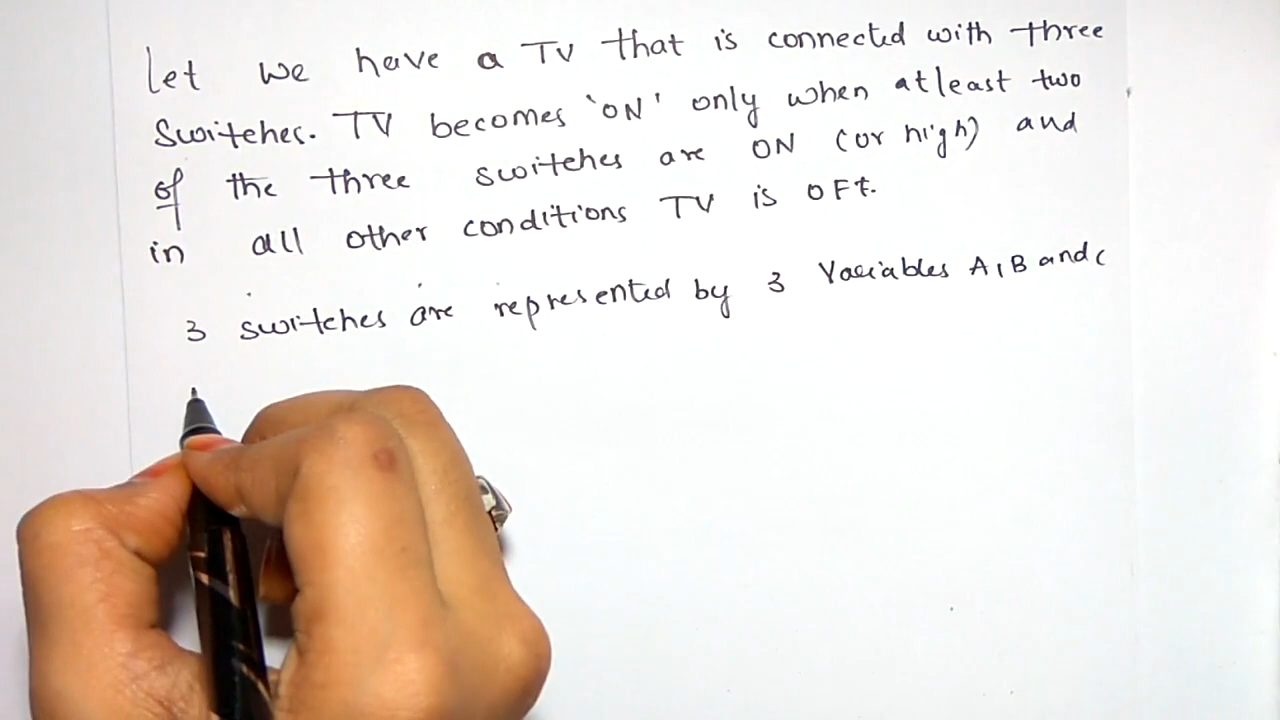 Let we have a TV that is connected with three
Switches. TV becomes 'ON' only when atleast two
of the three switches are ON (or high) and
in all other conditions TV is OFF.
3 switches are represented by 3 Variables A, B and C